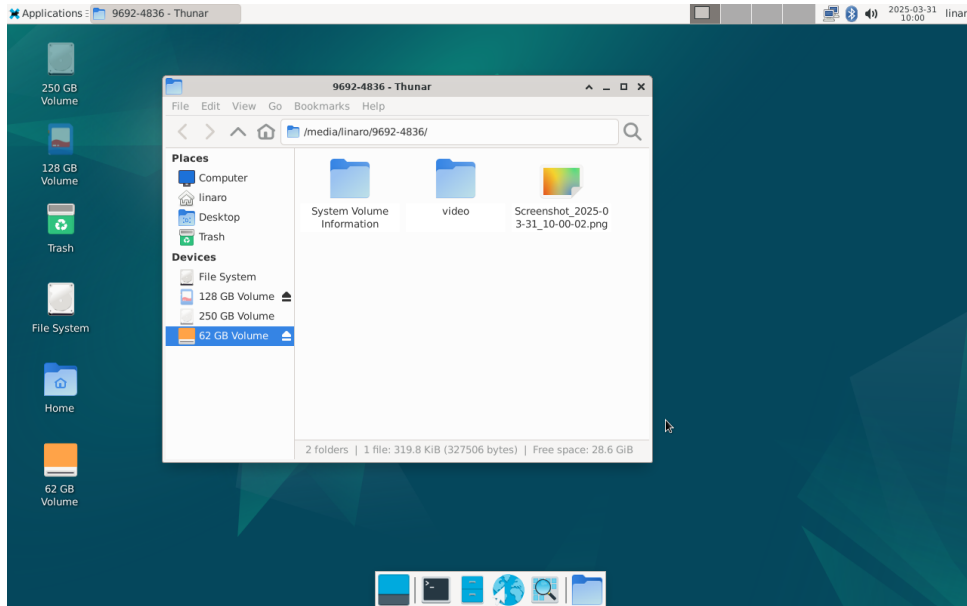 Applications
9692-4836 - Thunar
2025-03-31
10:00
linar
250 GB
Volume
128 GB
Volume
Trash
File System
Home
62 GB
Volume
9692-4836 - Thunar
File Edit View Go Bookmarks Help
/media/linaro/9692-4836/
Places
Computer
linaro
Desktop
Trash
Devices
File System
128 GB Volume
250 GB Volume
62 GB Volume
System Volume
Information
video
Screenshot_2025-0
3-31_10-00-02.png
2 folders | 1 file: 319.8 KiB (327506 bytes) | Free space: 28.6 GiB